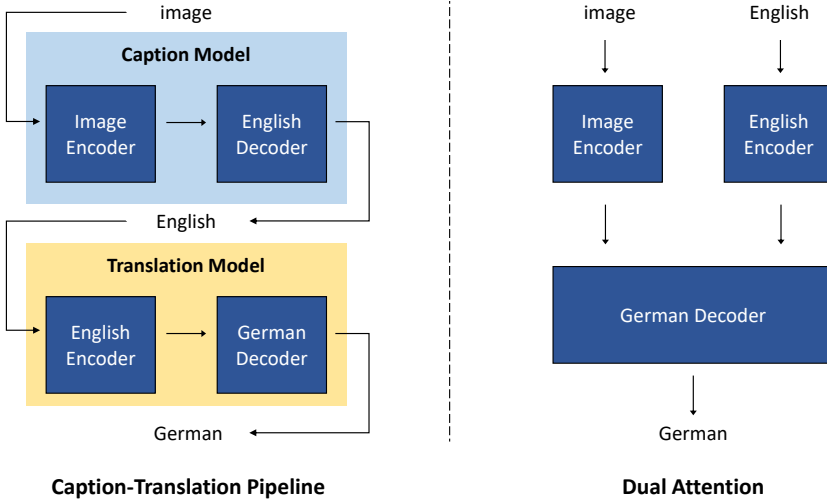 image
Caption Model
Image
Encoder
English
Decoder
English
Translation Model
English
Encoder
German
Decoder
German
Caption-Translation Pipeline
image
English
Image
Encoder
English
Encoder
German Decoder
German
Dual Attention